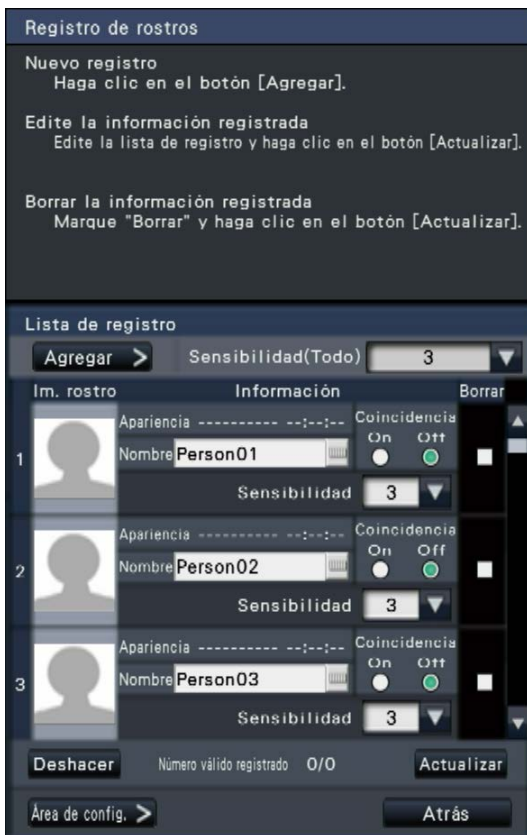 Registro de rostros
Nuevo registro
Haga clic en el botón [Agregar].
Edite la información registrada
Edite la lista de registro y haga clic en el botón [Actualizar].
Borrar la información registrada
Marque "Borrar" y haga clic en el botón [Actualizar].
Lista de registro
Agregar > Sensibilidad(Todo) 3
Im. rostro Información Borrar
Apariencia ---------- --:--:-- Coincidencia
On Off
1 Nombre Person01
Sensibilidad 3
Apariencia ---------- --:--:-- Coincidencia
On Off
2 Nombre Person02
Sensibilidad 3
Apariencia ---------- --:--:-- Coincidencia
On Off
3 Nombre Person03
Sensibilidad 3
Deshacer Número válido registrado 0/0 Actualizar
Área de config. > Atrás